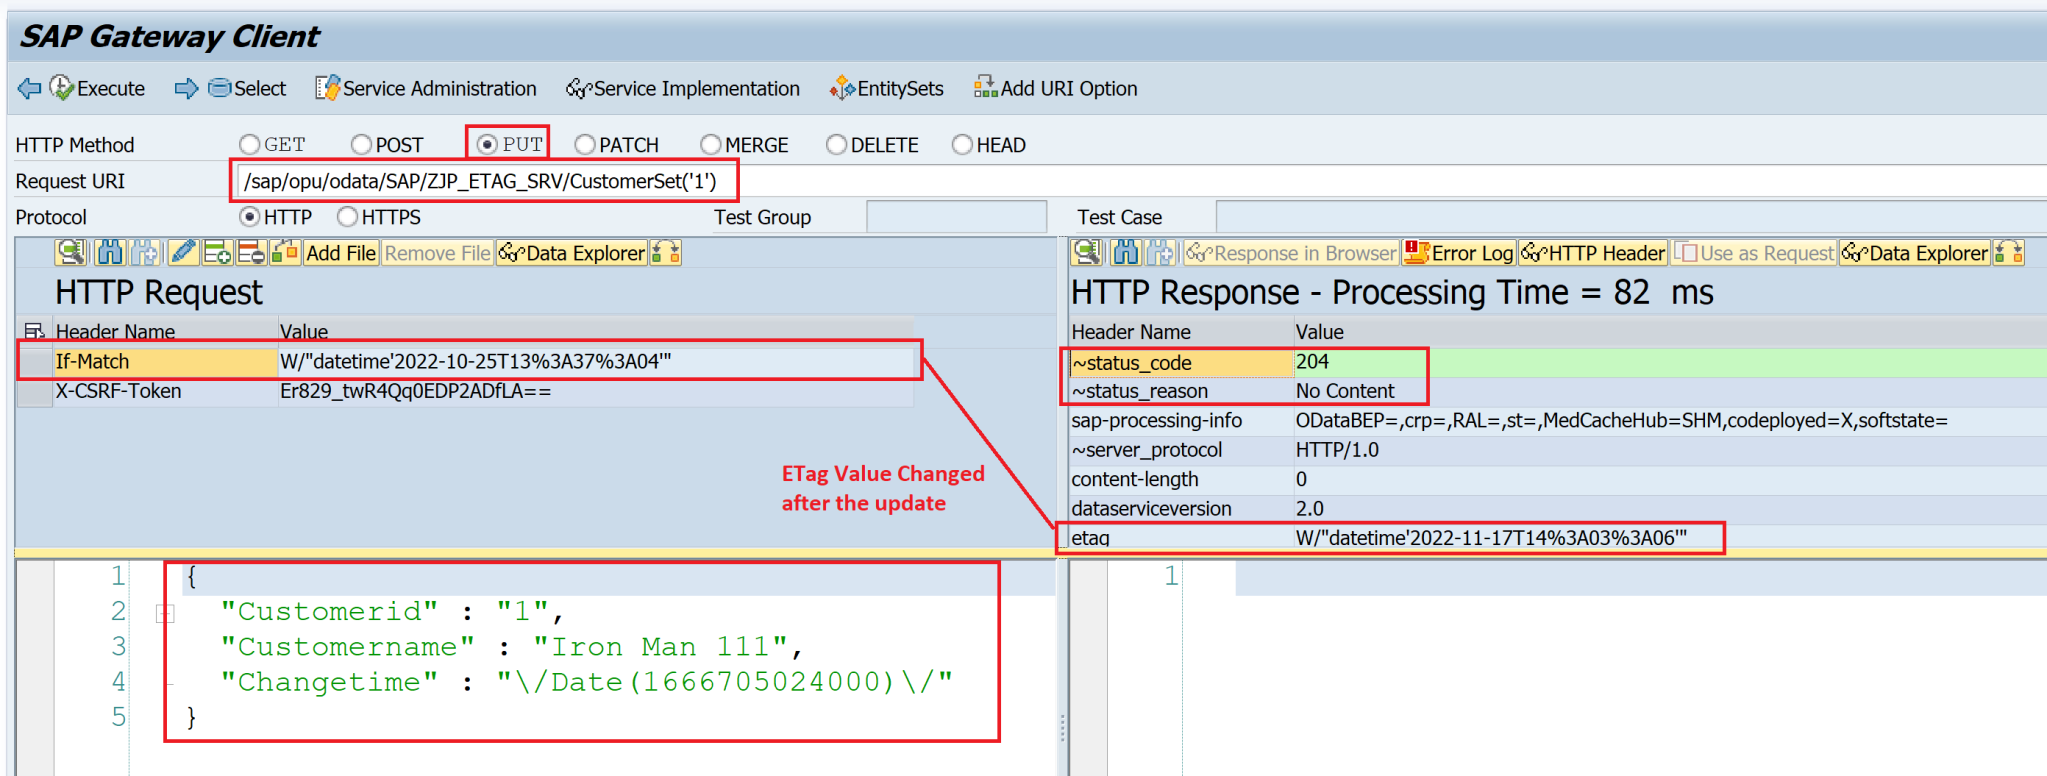 SAP Gateway Client
Execute Select Service Administration Service Implementation EntitySets Add URI Option
HTTP Method GET POST PUT PATCH MERGE DELETE HEAD
Request URI /sap/opu/odata/SAP/ZJP_ETAG_SRV/CustomerSet('1')
Protocol HTTP HTTPS Test Group Test Case
Add File Remove File Data Explorer
HTTP Request
Header Name Value
If-Match W/"datetime'2022-10-25T13%3A37%3A04'"
X-CSRF-Token Er829_twR4Qq0EDP2ADfLA==
ETag Value Changed
after the update
1 {
2 "Customerid" : "1",
3 "Customername" : "Iron Man 111",
4 "Changetime" : "\/Date(1666705024000)\/"
5 }
Response in Browser Error Log HTTP Header Use as Request Data Explorer
HTTP Response - Processing Time = 82 ms
Header Name Value
~status_code 204
~status_reason No Content
sap-processing-info ODataBEP=,crp=,RAL=,st=,MedCacheHub=SHM,codeployed=X,softstate=
~server_protocol HTTP/1.0
content-length 0
dataserviceversion 2.0
etag W/"datetime'2022-11-17T14%3A03%3A06'"
1